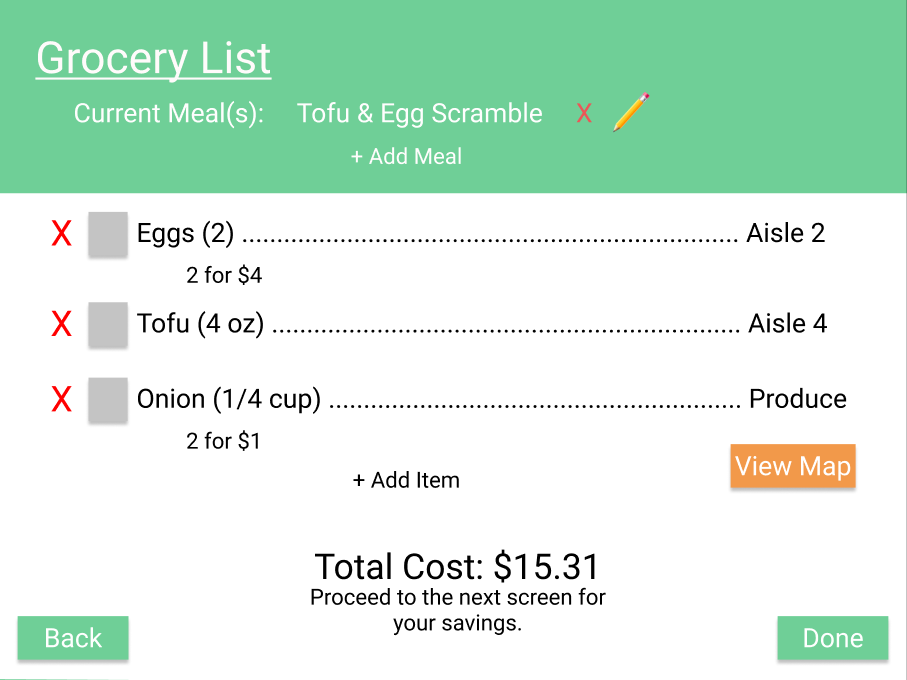 Grocery List
Current Meal(s): Tofu & Egg Scramble X
+ Add Meal
X Eggs (2) ....................................................................... Aisle 2
2 for $4
X Tofu (4 oz) ................................................................... Aisle 4
X Onion (1/4 cup) ........................................................... Produce
2 for $1
View Map
+ Add Item
Total Cost: $15.31
Proceed to the next screen for
your savings.
Back Done